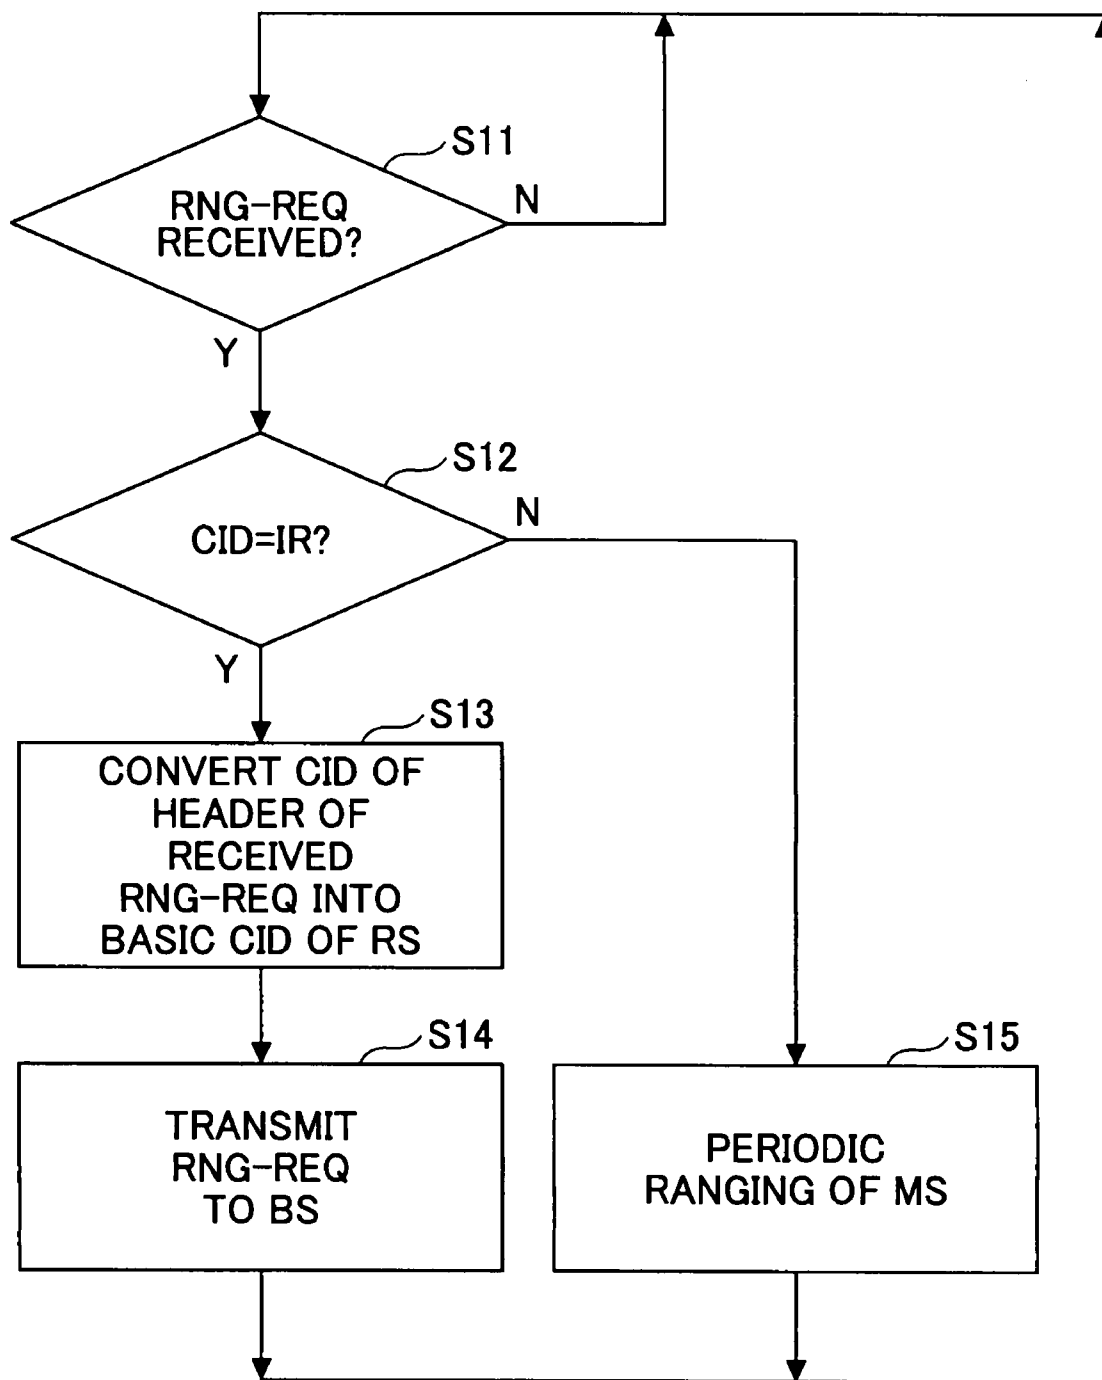 S11
RNG-REQ
RECEIVED?
N
Y
S12
CID=IR?
N
Y
S13
CONVERT CID OF
HEADER OF
RECEIVED
RNG-REQ INTO
BASIC CID OF RS
S14
TRANSMIT
RNG-REQ
TO BS
S15
PERIODIC
RANGING OF MS